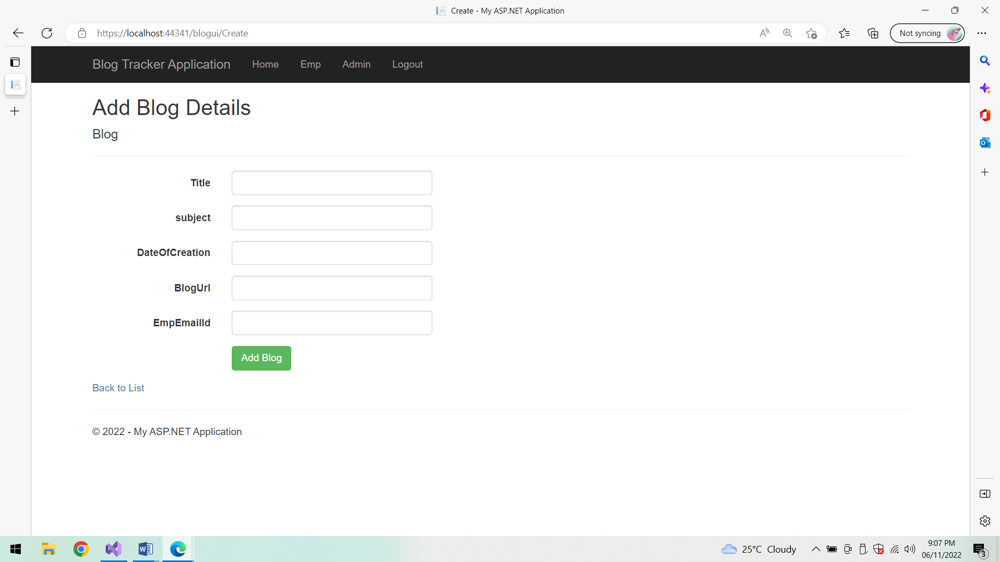 Create - My ASP.NET Application
https://localhost:44341/blogui/Create
Not syncing
Blog Tracker Application Home Emp Admin Logout
Add Blog Details
Blog
Title
subject
DateOfCreation
BlogUrl
EmpEmailId
Add Blog
Back to List
© 2022 - My ASP.NET Application
25°C Cloudy
9:07 PM
06/11/2022
3